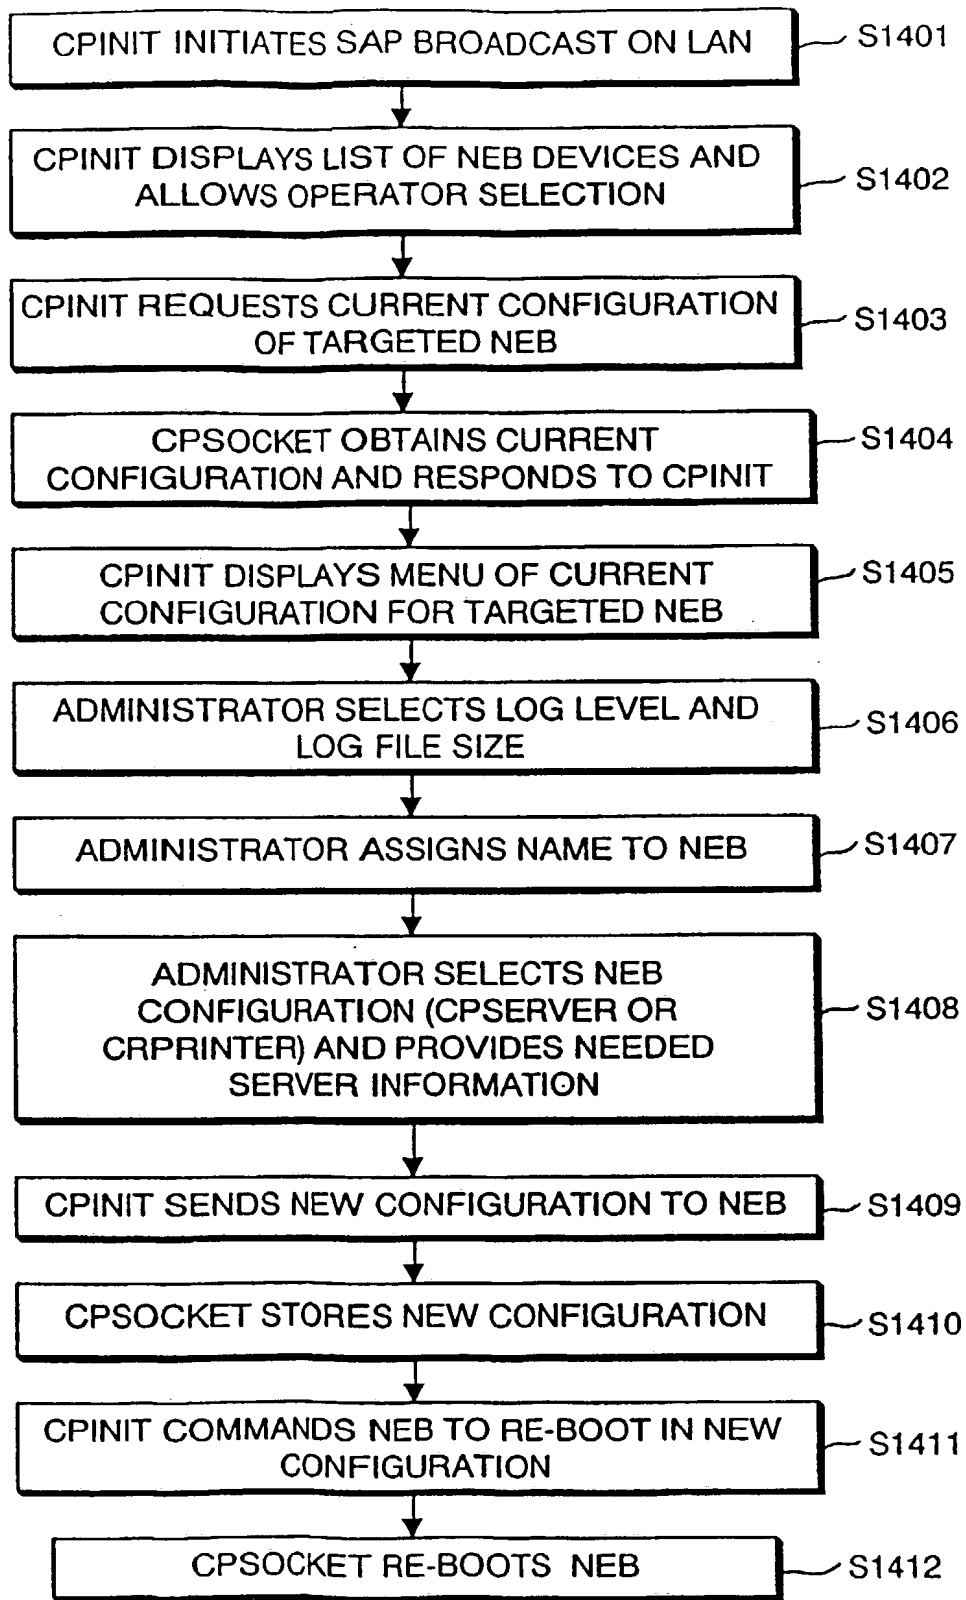 CPINIT INITIATES SAP BROADCAST ON LAN
S1401
CPINIT DISPLAYS LIST OF NEB DEVICES AND
ALLOWS OPERATOR SELECTION
S1402
CPINIT REQUESTS CURRENT CONFIGURATION
OF TARGETED NEB
S1403
CPSOCKET OBTAINS CURRENT
CONFIGURATION AND RESPONDS TO CPINIT
S1404
CPINIT DISPLAYS MENU OF CURRENT
CONFIGURATION FOR TARGETED NEB
S1405
ADMINISTRATOR SELECTS LOG LEVEL AND
LOG FILE SIZE
S1406
ADMINISTRATOR ASSIGNS NAME TO NEB
S1407
ADMINISTRATOR SELECTS NEB
CONFIGURATION (CPSERVER OR
CRPRINTER) AND PROVIDES NEEDED
SERVER INFORMATION
S1408
CPINIT SENDS NEW CONFIGURATION TO NEB
S1409
CPSOCKET STORES NEW CONFIGURATION
S1410
CPINIT COMMANDS NEB TO RE-BOOT IN NEW
CONFIGURATION
S1411
CPSOCKET RE-BOOTS NEB
S1412